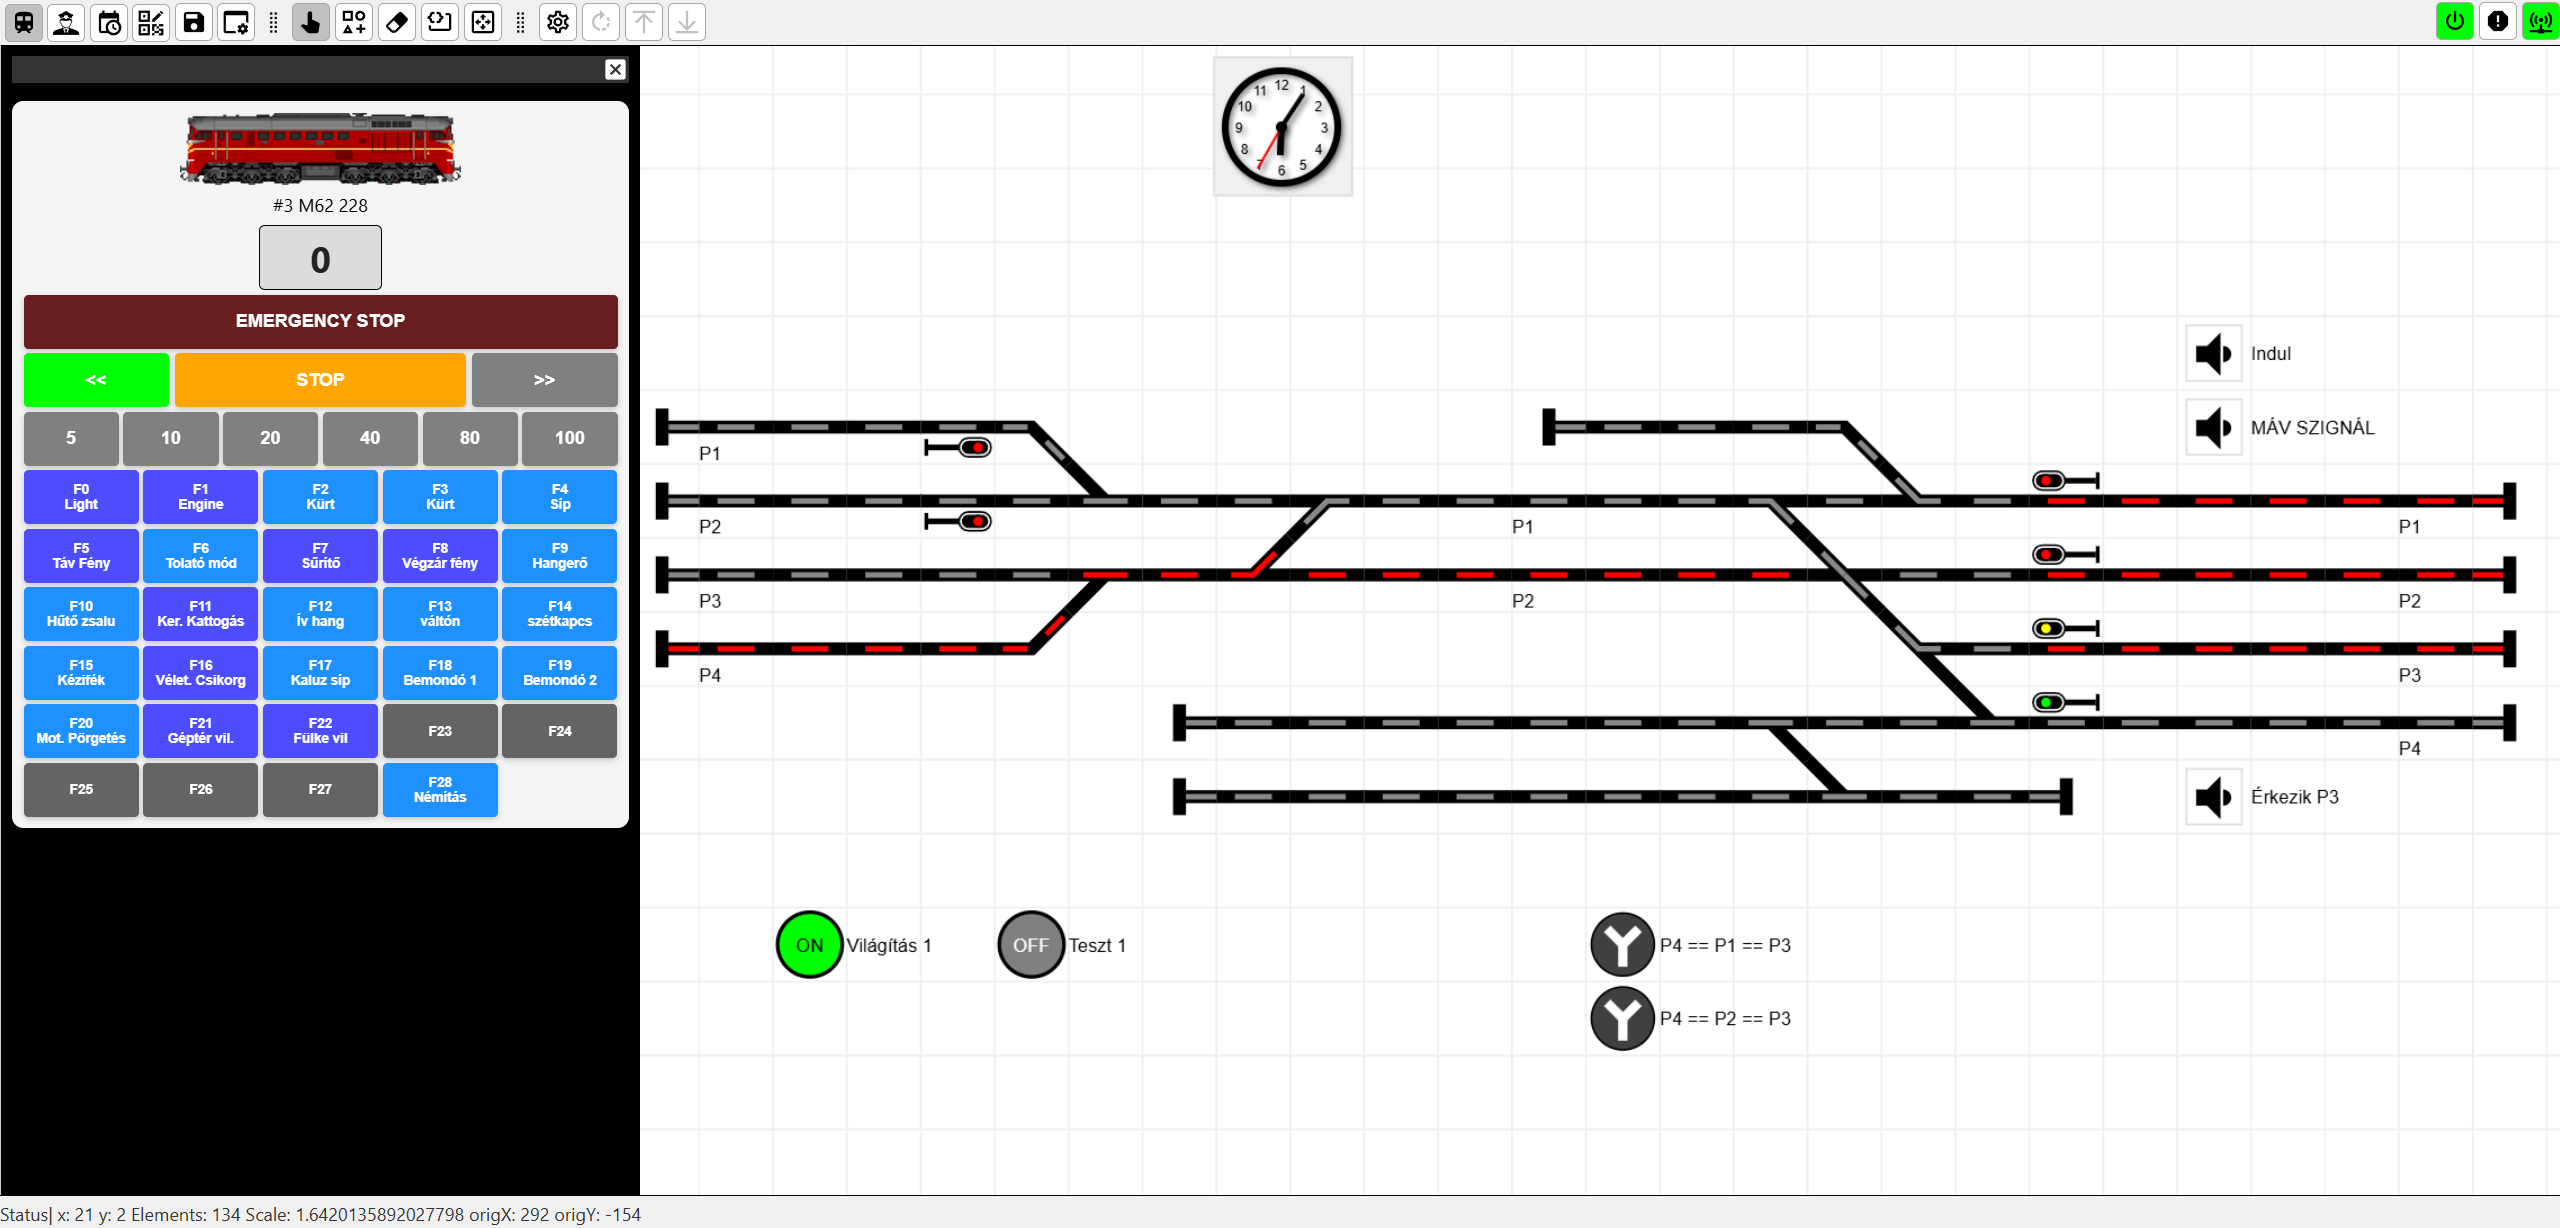 12
11
1
10
2
9
3
8
4
7
5
6
#3 M62 228
0
EMERGENCY STOP
<< STOP >>
5 10 20 40 80 100
F0 F1 F2 F3 F4
Light Engine Kürt Kürt Síp
F5 F6 F7 F8 F9
Táv Fény Tolató mód Sűrítő Végzár fény Hangerő
F10 F11 F12 F13 F14
Hűtő zsalu Ker. Kattogás Ív hang váltón szétkapcs
F15 F16 F17 F18 F19
Kézifék Vélet. Csikorg Kaluz síp Bemondó 1 Bemondó 2
F20 F21 F22 F23 F24
Mot. Pörgetés Géptér vil. Fülke vil
F25 F26 F27 F28
Némítás
Indul
MÁV SZIGNÁL
P1
P2 P1 P1
P3 P2 P2
P4 P3
P4
Érkezik P3
ON Világítás 1 OFF Teszt 1 P4 == P1 == P3
P4 == P2 == P3
Status| x: 21 y: 2 Elements: 134 Scale: 1.6420135892027798 origX: 292 origY: -154